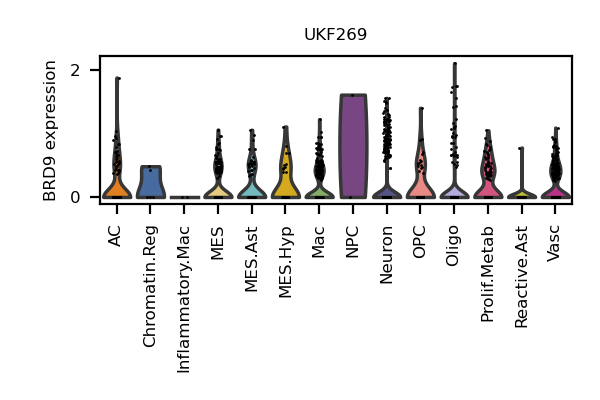 UKF269
BRD9 expression
2
0
AC
Chromatin.Reg
Inflammatory.Mac
MES
MES.Ast
MES.Hyp
Mac
NPC
Neuron
OPC
Oligo
Prolif.Metab
Reactive.Ast
Vasc